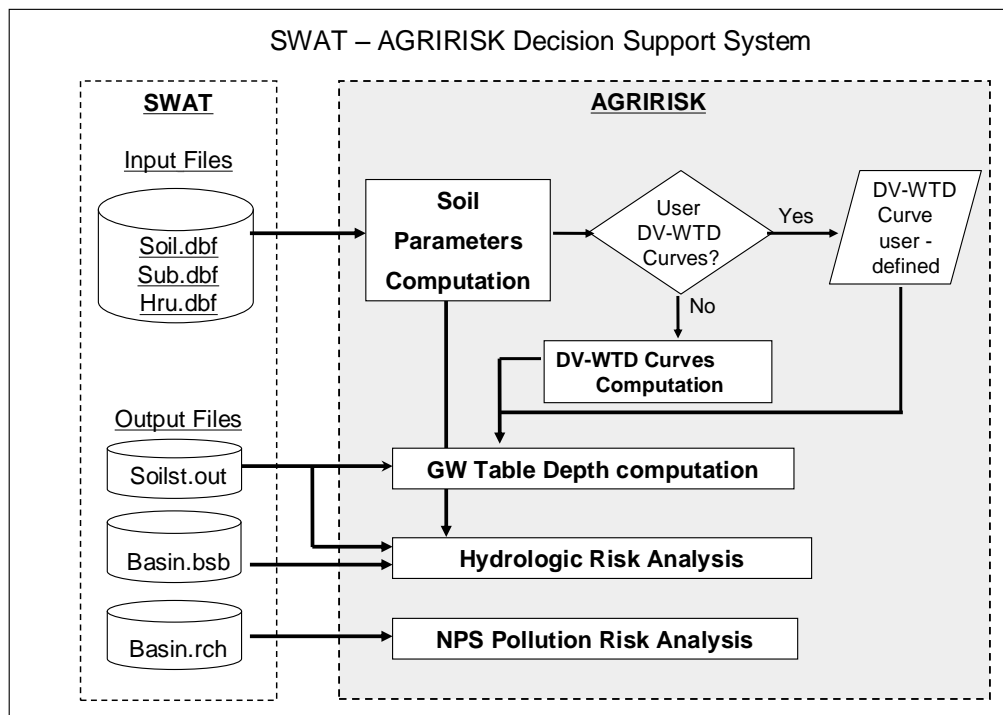 SWAT – AGRIRISK Decision Support System
SWAT
Input Files
Soil.dbf
Sub.dbf
Hru.dbf
Output Files
Soilst.out
Basin.bsb
Basin.rch
AGRIRISK
Soil
Parameters
Computation
User
DV-WTD
Curves?
Yes
DV-WTD
Curve
user -
defined
No
DV-WTD Curves
Computation
GW Table Depth computation
Hydrologic Risk Analysis
NPS Pollution Risk Analysis